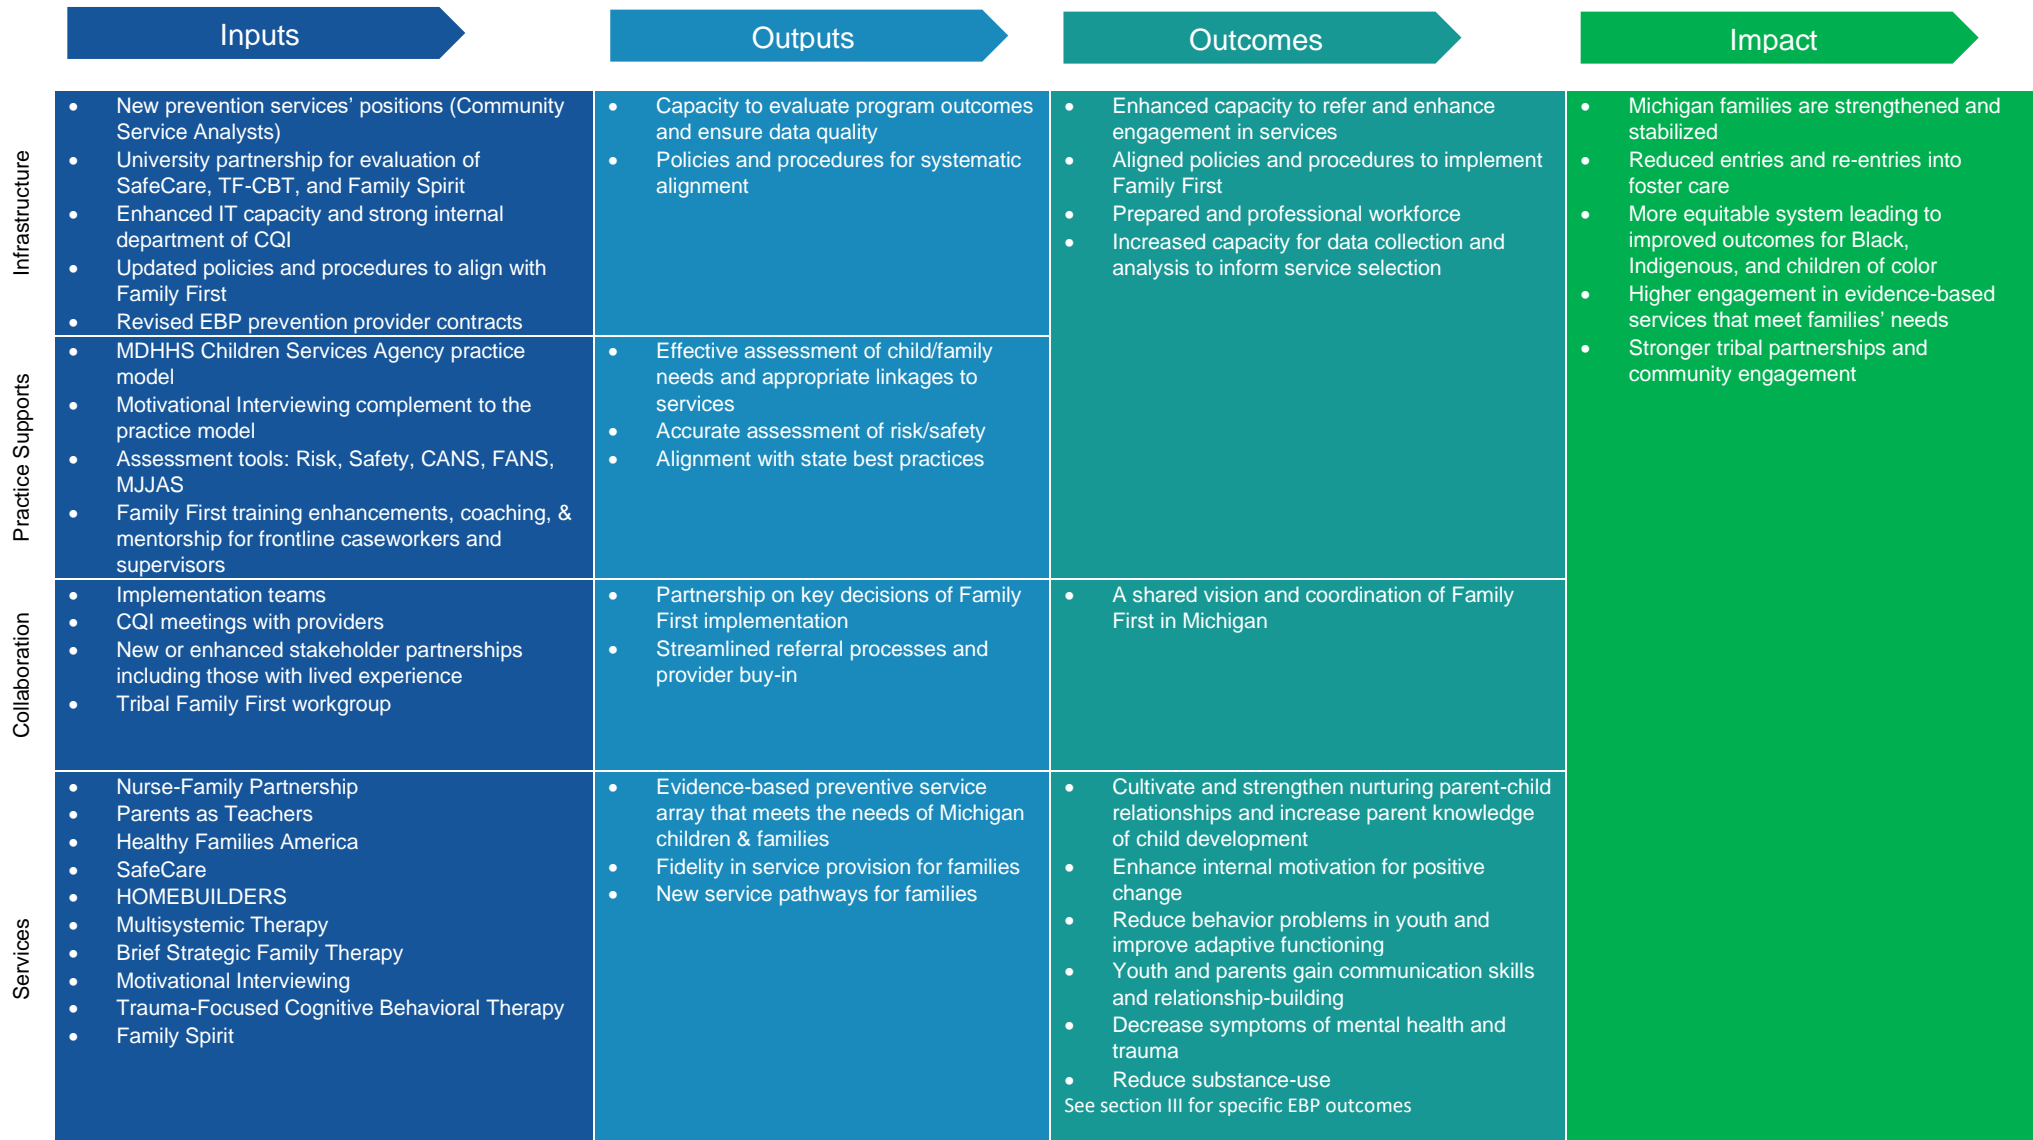 Inputs
Outputs
Outcomes
Impact
Infrastructure
• New prevention services’ positions (Community
Service Analysts)
• University partnership for evaluation of
SafeCare, TF-CBT, and Family Spirit
• Enhanced IT capacity and strong internal
department of CQI
• Updated policies and procedures to align with
Family First
• Revised EBP prevention provider contracts
• Capacity to evaluate program outcomes
and ensure data quality
• Policies and procedures for systematic
alignment
• Enhanced capacity to refer and enhance
engagement in services
• Aligned policies and procedures to implement
Family First
• Prepared and professional workforce
• Increased capacity for data collection and
analysis to inform service selection
• Michigan families are strengthened and
stabilized
• Reduced entries and re-entries into
foster care
• More equitable system leading to
improved outcomes for Black,
Indigenous, and children of color
• Higher engagement in evidence-based
services that meet families’ needs
• Stronger tribal partnerships and
community engagement
Practice Supports
• MDHHS Children Services Agency practice
model
• Motivational Interviewing complement to the
practice model
• Assessment tools: Risk, Safety, CANS, FANS,
MJJAS
• Family First training enhancements, coaching, &
mentorship for frontline caseworkers and
supervisors
• Effective assessment of child/family
needs and appropriate linkages to
services
• Accurate assessment of risk/safety
• Alignment with state best practices
Collaboration
• Implementation teams
• CQI meetings with providers
• New or enhanced stakeholder partnerships
including those with lived experience
• Tribal Family First workgroup
• Partnership on key decisions of Family
First implementation
• Streamlined referral processes and
provider buy-in
• A shared vision and coordination of Family
First in Michigan
Services
• Nurse-Family Partnership
• Parents as Teachers
• Healthy Families America
• SafeCare
• HOMEBUILDERS
• Multisystemic Therapy
• Brief Strategic Family Therapy
• Motivational Interviewing
• Trauma-Focused Cognitive Behavioral Therapy
• Family Spirit
• Evidence-based preventive service
array that meets the needs of Michigan
children & families
• Fidelity in service provision for families
• New service pathways for families
• Cultivate and strengthen nurturing parent-child
relationships and increase parent knowledge
of child development
• Enhance internal motivation for positive
change
• Reduce behavior problems in youth and
improve adaptive functioning
• Youth and parents gain communication skills
and relationship-building
• Decrease symptoms of mental health and
trauma
• Reduce substance-use
See section III for specific EBP outcomes